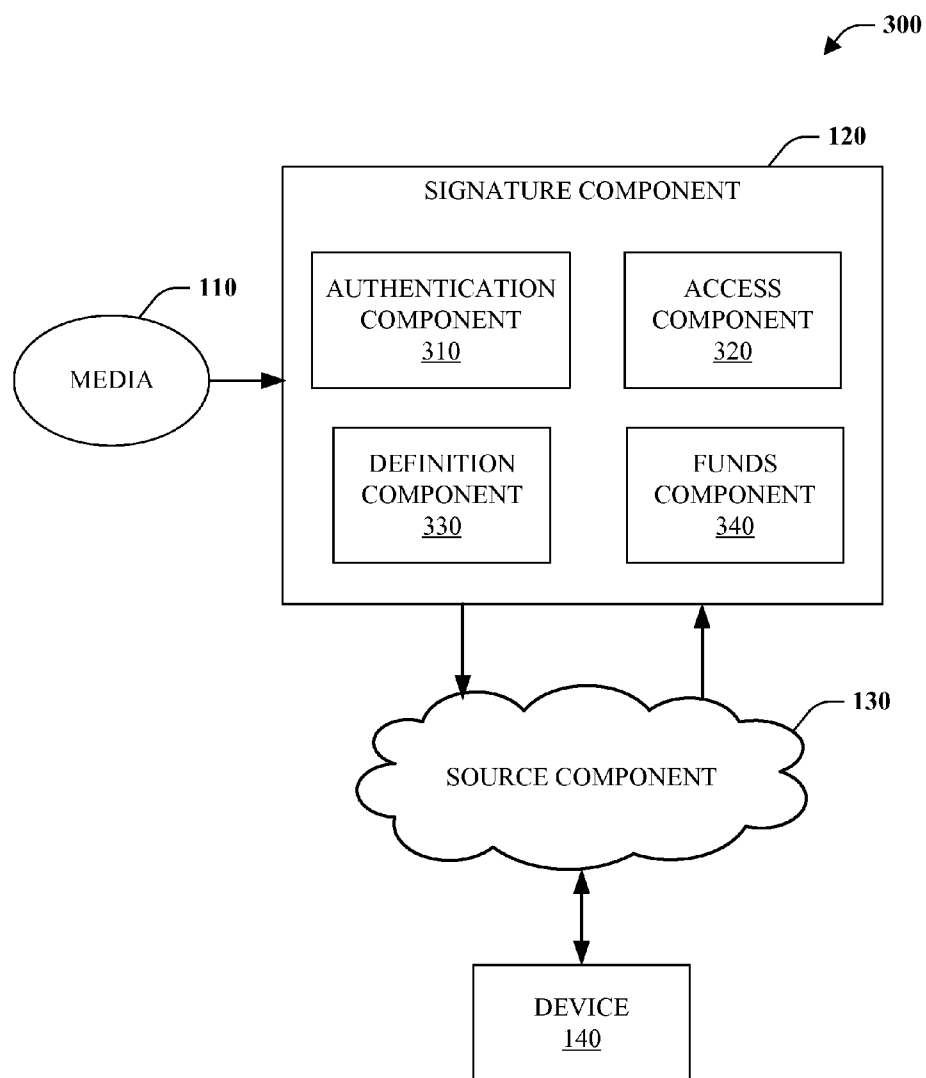 300
120
SIGNATURE COMPONENT
110
AUTHENTICATION
COMPONENT
310
ACCESS
COMPONENT
320
MEDIA
DEFINITION
COMPONENT
330
FUNDS
COMPONENT
340
130
SOURCE COMPONENT
DEVICE
140